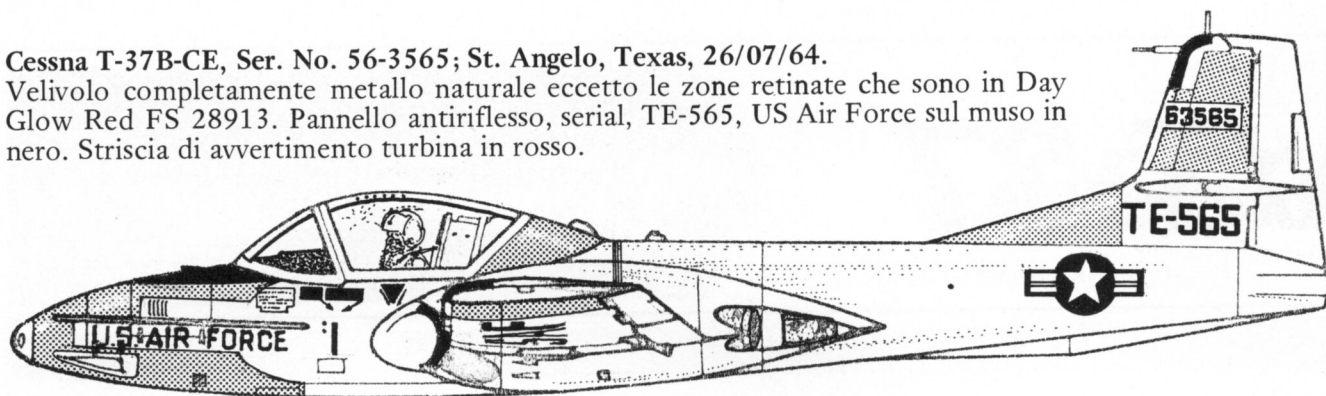 Cessna T-37B-CE, Ser. No. 56-3565; St. Angelo, Texas, 26/07/64.
Velivolo completamente metallo naturale eccetto le zone retinate che sono in Day
Glow Red FS 28913. Pannello antiriflesso, serial, TE-565, US Air Force sul muso in
nero. Striscia di avvertimento turbina in rosso.
63565
TE-565
U.S. AIR FORCE